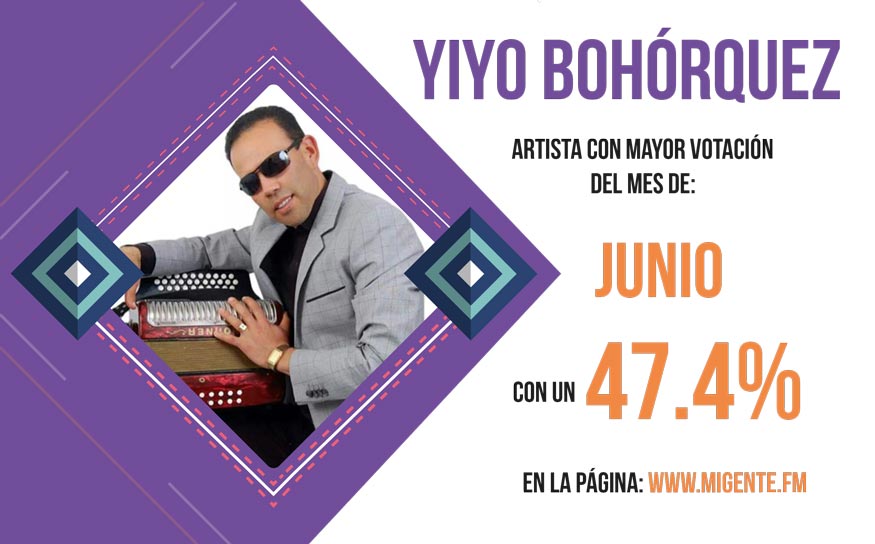 YIYO BOHÓRQUEZ
ARTISTA CON MAYOR VOTACIÓN
DEL MES DE:
JUNIO
CON UN 47.4%
EN LA PÁGINA: WWW.MIGENTE.FM